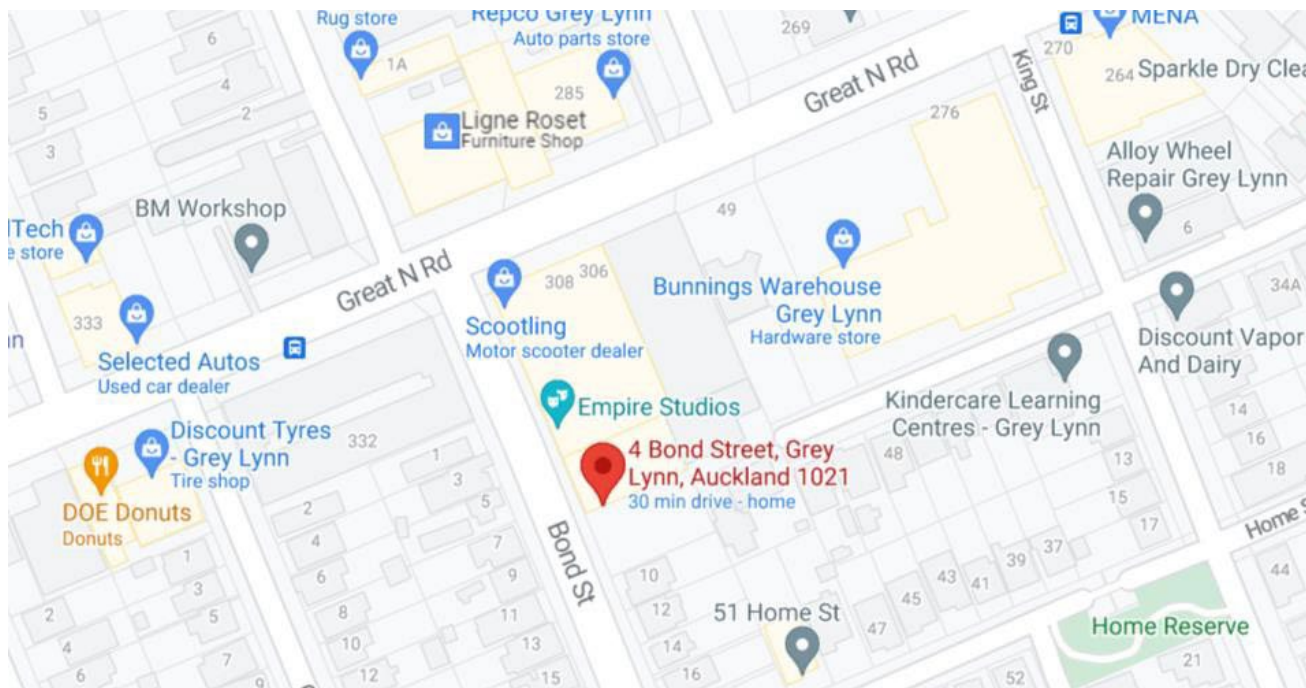 Rug store
Repco Grey Lynn
Auto parts store
MENA
269
270
264
Sparkle Dry Clea
6
4
2
5
3
1A
285
Great N Rd
King St
276
Ligne Roset
Furniture Shop
Alloy Wheel
Repair Grey Lynn
6
BM Workshop
49
Tech
e store
Great N Rd
308
306
Bunnings Warehouse
Grey Lynn
Hardware store
34A
333
Scootling
Motor scooter dealer
Selected Autos
Used car dealer
Discount Vapor
And Dairy
Empire Studios
Kindercare Learning
Centres - Grey Lynn
14
16
18
Discount Tyres
- Grey Lynn
Tire shop
332
1
3
5
4 Bond Street, Grey
Lynn, Auckland 1021
30 min drive - home
48
13
15
17
DOE Donuts
Donuts
2
4
6
8
10
12
7
9
11
13
15
Bond St
Home S
1
3
5
7
9
2
4
6
10
12
14
16
51 Home St
47
45
43
41
39
37
44
Home Reserve
52
21